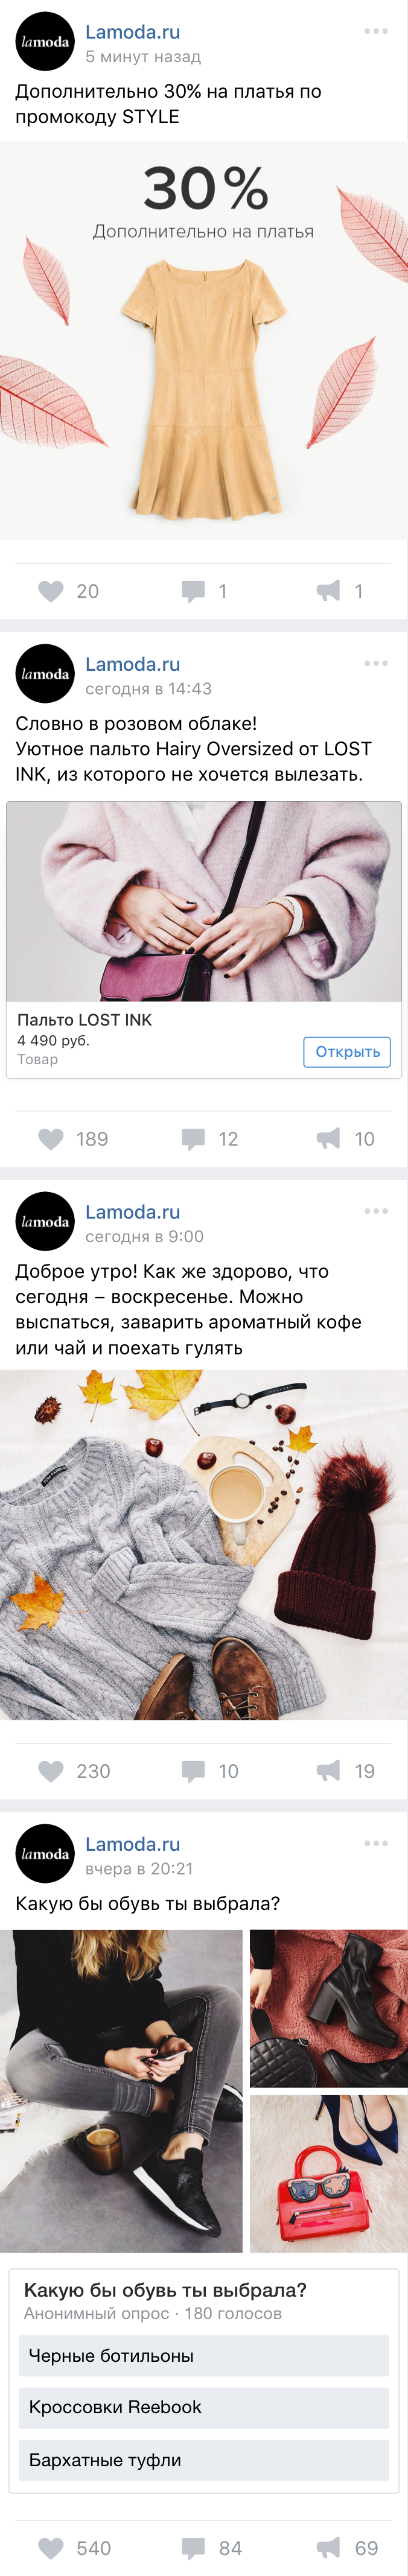 lamoda
Lamoda.ru
5 минут назад
Дополнительно 30% на платья по
промокоду STYLE
30%
Дополнительно на платья
20
1
1
lamoda
Lamoda.ru
сегодня в 14:43
Словно в розовом облаке!
Уютное пальто Hairy Oversized от LOST
INK, из которого не хочется вылезать.
Пальто LOST INK
4 490 руб.
Товар
Открыть
189
12
10
lamoda
Lamoda.ru
сегодня в 9:00
Доброе утро! Как же здорово, что
сегодня – воскресенье. Можно
выспаться, заварить ароматный кофе
или чай и поехать гулять
230
10
19
lamoda
Lamoda.ru
вчера в 20:21
Какую бы обувь ты выбрала?
Какую бы обувь ты выбрала?
Анонимный опрос · 180 голосов
Черные ботильоны
Кроссовки Reebook
Бархатные туфли
540
84
69